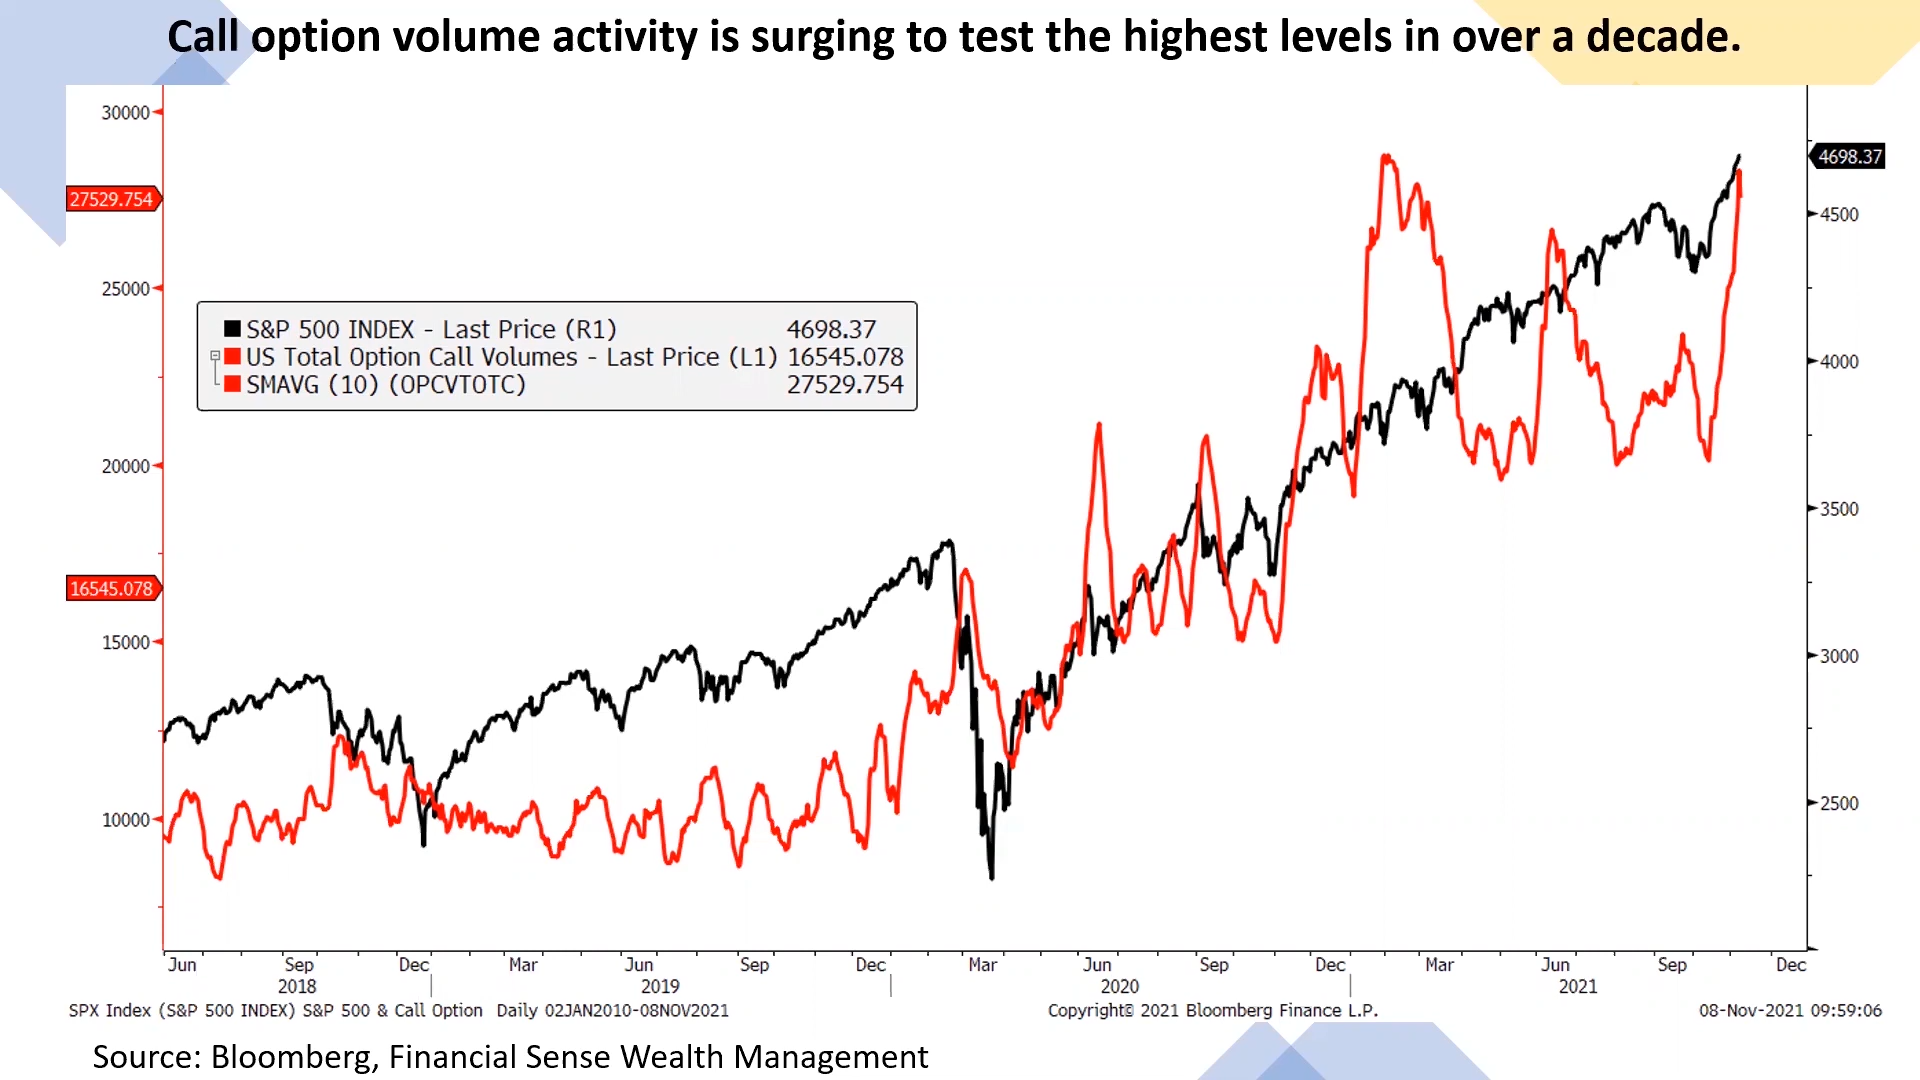 Call option volume activity is surging to test the highest levels in over a decade.
30000
27529.754
25000
20000
16545.078
15000
10000
S&P 500 INDEX - Last Price (R1) 4698.37
US Total Option Call Volumes - Last Price (L1) 16545.078
SMAVG (10) (OPCVTOTC) 27529.754
4698.37
4500
4000
3500
3000
2500
Jun Sep Dec Mar Jun Sep Dec Mar Jun Sep Dec Mar Jun Sep Dec
2018 2019 2020 2021
SPX Index (S&P 500 INDEX) S&P 500 & Call Option Daily 02JAN2010-08NOV2021 Copyright© 2021 Bloomberg Finance L.P. 08-Nov-2021 09:59:06
Source: Bloomberg, Financial Sense Wealth Management